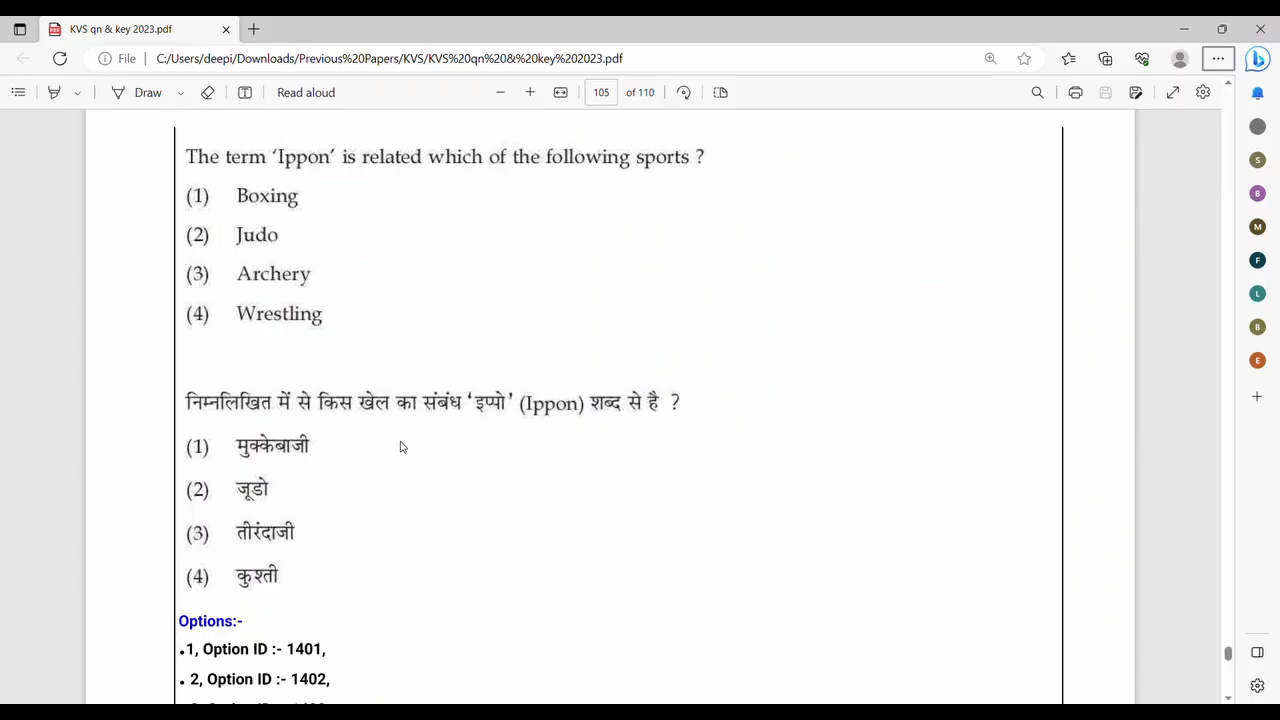 KVS qn & key 2023.pdf
File
C:/Users/deepi/Downloads/Previous%20Papers/KVS/KVS%20qn%20&%20key%202023.pdf
Draw
Read aloud
105
of 110
The term ‘Ippon’ is related which of the following sports ?
(1) Boxing
(2) Judo
(3) Archery
(4) Wrestling
निम्नलिखित में से किस खेल का संबंध ‘इप्पो’ (Ippon) शब्द से है ?
(1) मुक्केबाजी
(2) जूडो
(3) तीरंदाजी
(4) कुश्ती
Options:-
.1, Option ID :- 1401,
. 2, Option ID :- 1402,
S
B
M
F
L
B
E